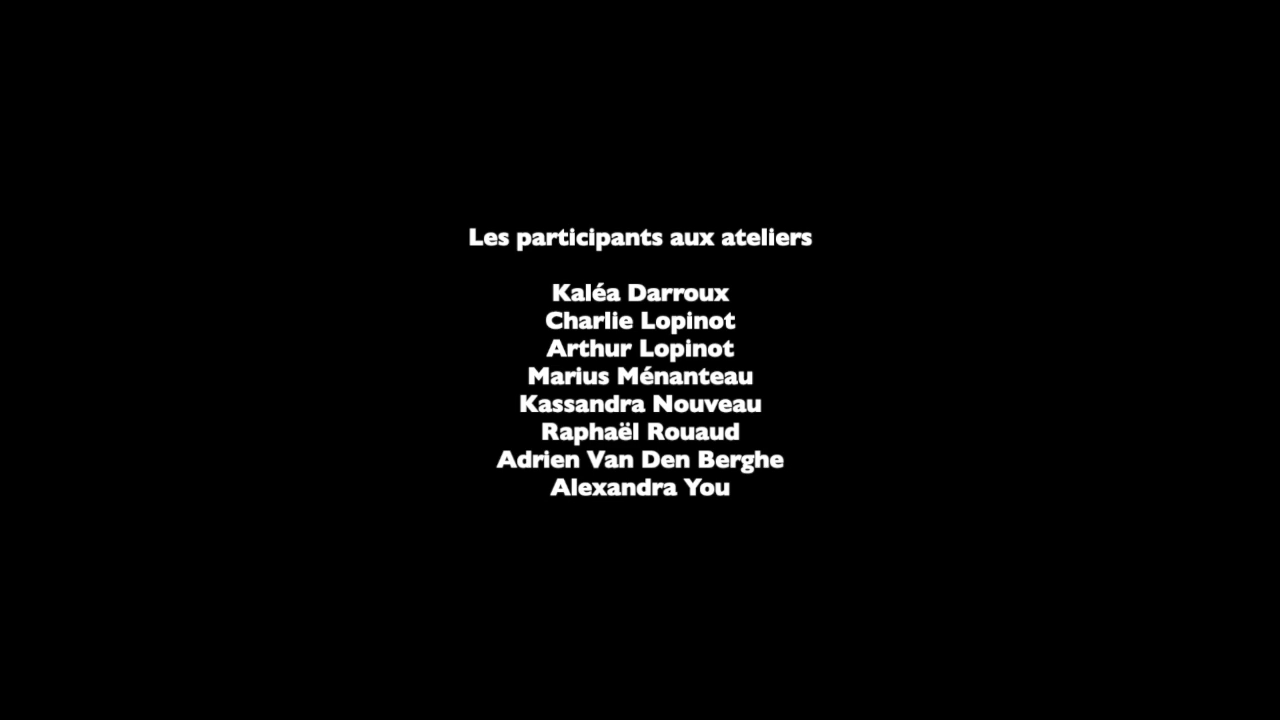 Les participants aux ateliers
Kaléa Darroux
Charlie Lopinot
Arthur Lopinot
Marius Ménanteau
Kassandra Nouveau
Raphaël Rouaud
Adrien Van Den Berghe
Alexandra You